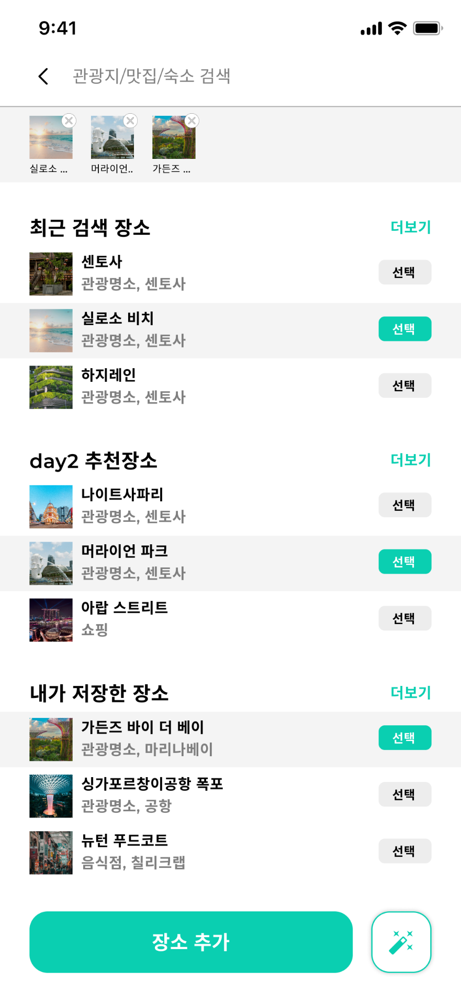 9:41
관광지/맛집/숙소 검색
실로소 ...
머라이언..
가든즈 ...
최근 검색 장소
더보기
센토사
관광명소, 센토사
선택
실로소 비치
관광명소, 센토사
선택
하지레인
관광명소, 센토사
선택
day2 추천장소
더보기
나이트사파리
관광명소, 센토사
선택
머라이언 파크
관광명소, 센토사
선택
아랍 스트리트
쇼핑
선택
내가 저장한 장소
더보기
가든즈 바이 더 베이
관광명소, 마리나베이
선택
싱가포르창이공항 폭포
관광명소, 공항
선택
뉴턴 푸드코트
음식점, 칠리크랩
선택
장소 추가